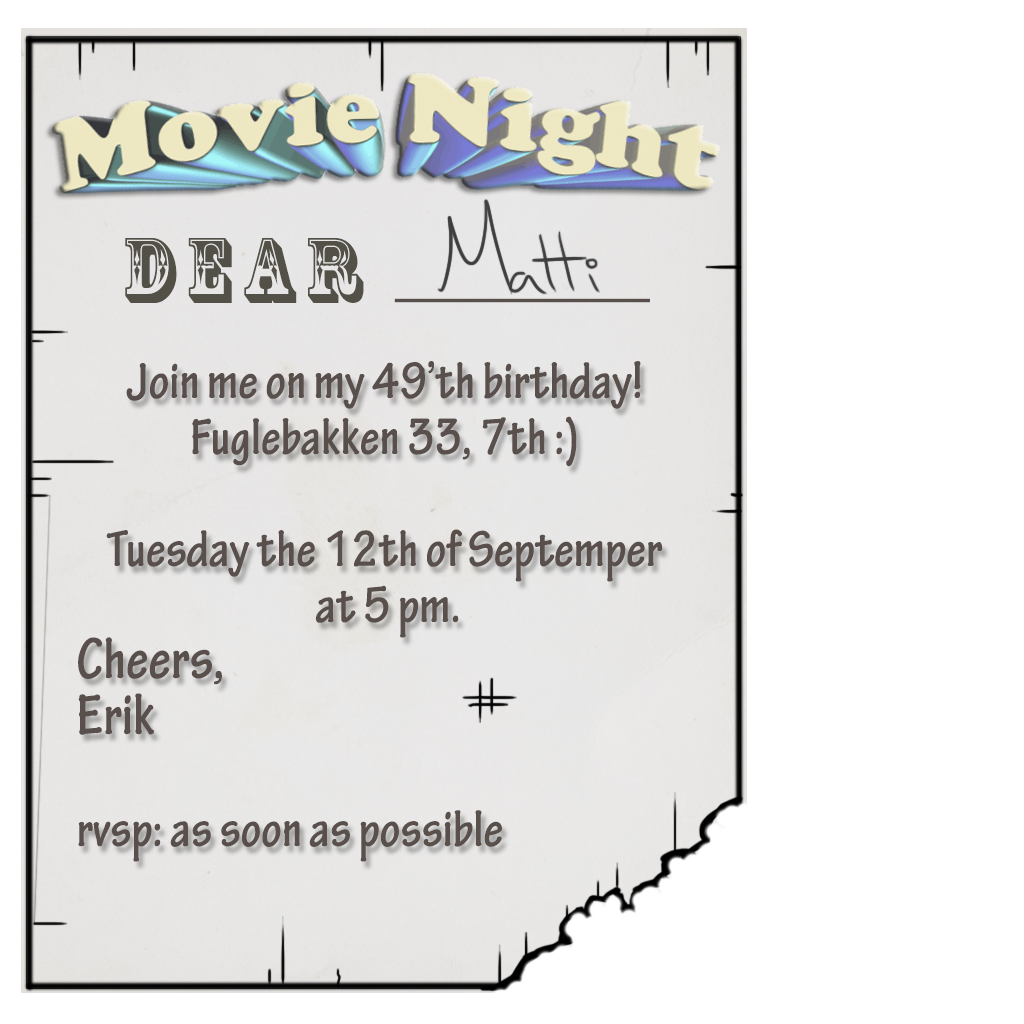 Movie Night
DEAR Matti
Join me on my 49'th birthday!
Fuglebakken 33, 7th :)
Tuesday the 12th of Septemper
at 5 pm.
Cheers,
Erik
rvsp: as soon as possible